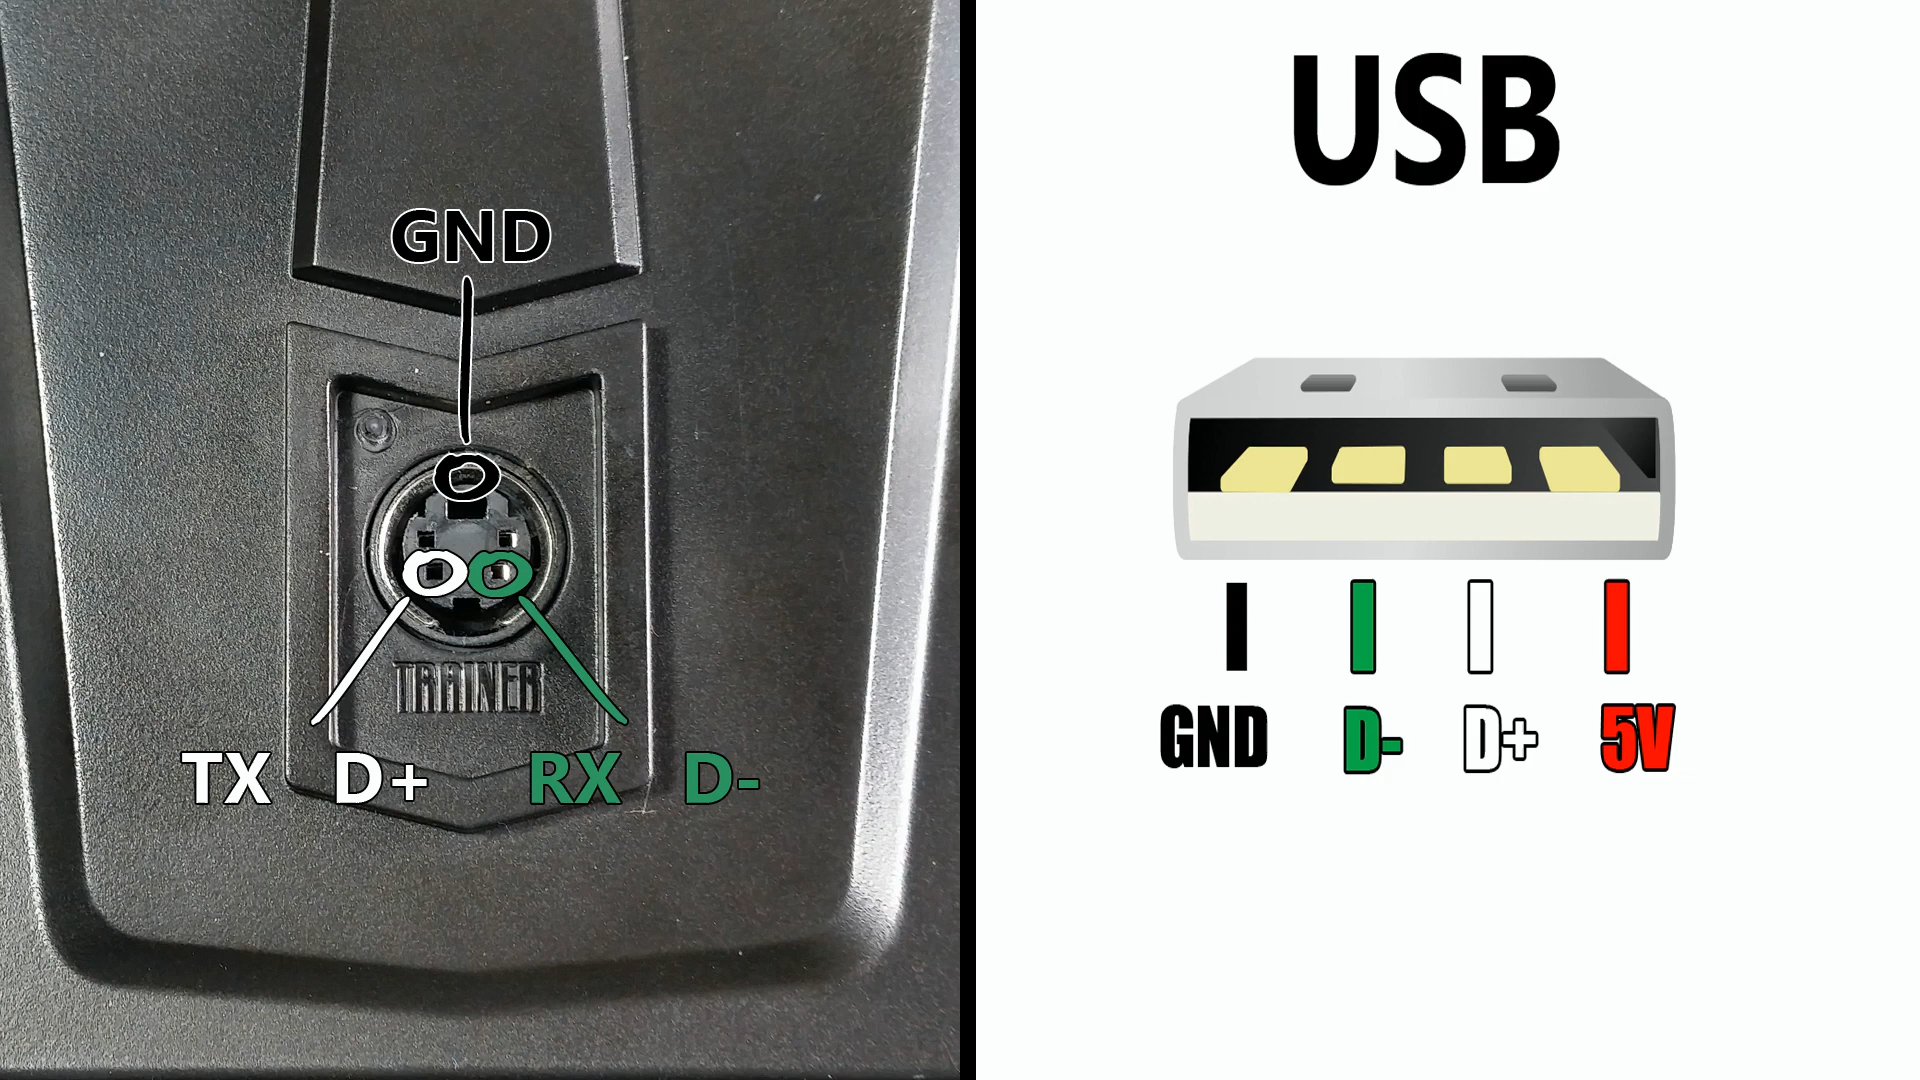 GND
TRAINER
TX D+ RX D-
USB
GND D- D+ 5V